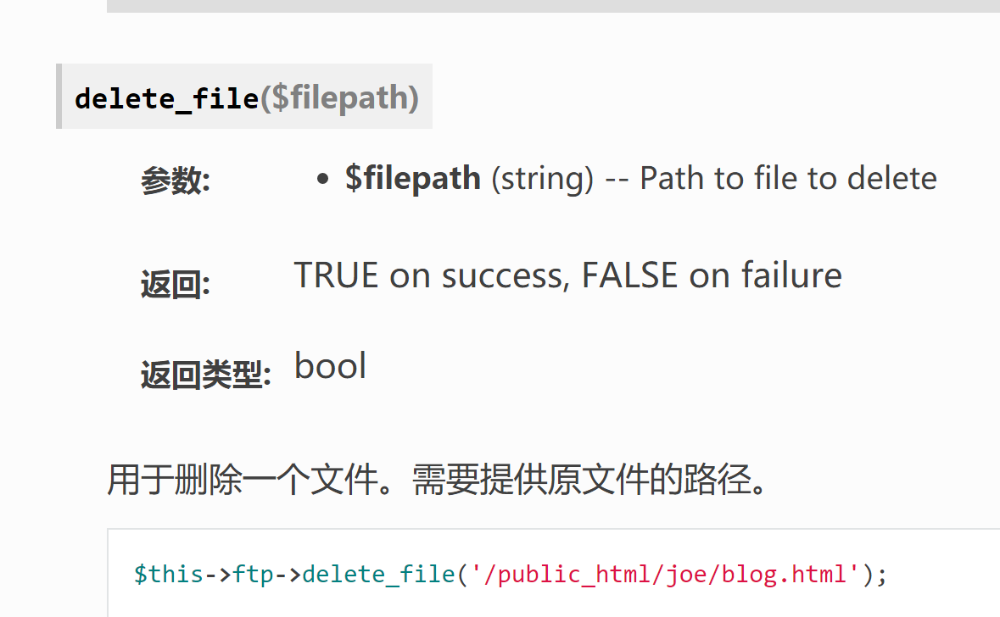 delete_file($filepath)
参数: • $filepath (string) -- Path to file to delete
返回: TRUE on success, FALSE on failure
返回类型: bool
用于删除一个文件。需要提供原文件的路径。
$this->ftp->delete_file('/public_html/joe/blog.html');